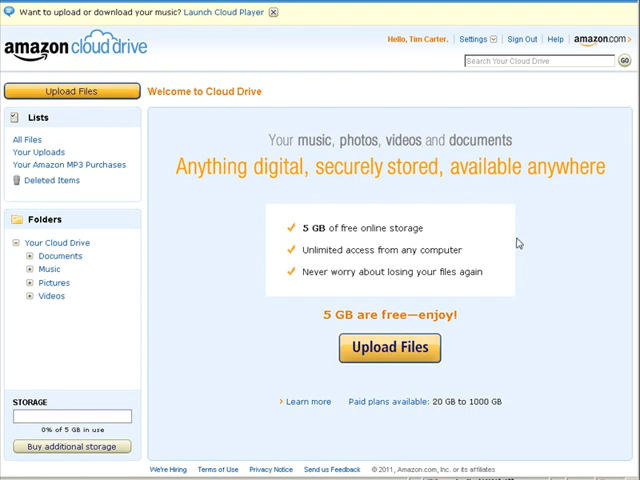 Want to upload or download your music? Launch Cloud Player
amazon cloud drive
Hello, Tim Carter. Settings Sign Out Help amazon.com
Search Your Cloud Drive GO
Upload Files
Welcome to Cloud Drive
Lists
All Files
Your Uploads
Your Amazon MP3 Purchases
Deleted Items
Folders
Your Cloud Drive
Documents
Music
Pictures
Videos
STORAGE
0% of 5 GB in use
Buy additional storage
Your music, photos, videos and documents
Anything digital, securely stored, available anywhere
5 GB of free online storage
Unlimited access from any computer
Never worry about losing your files again
5 GB are free—enjoy!
Upload Files
Learn more Paid plans available: 20 GB to 1000 GB
We're Hiring Terms of Use Privacy Notice Send us Feedback © 2011, Amazon.com, Inc. or its affiliates